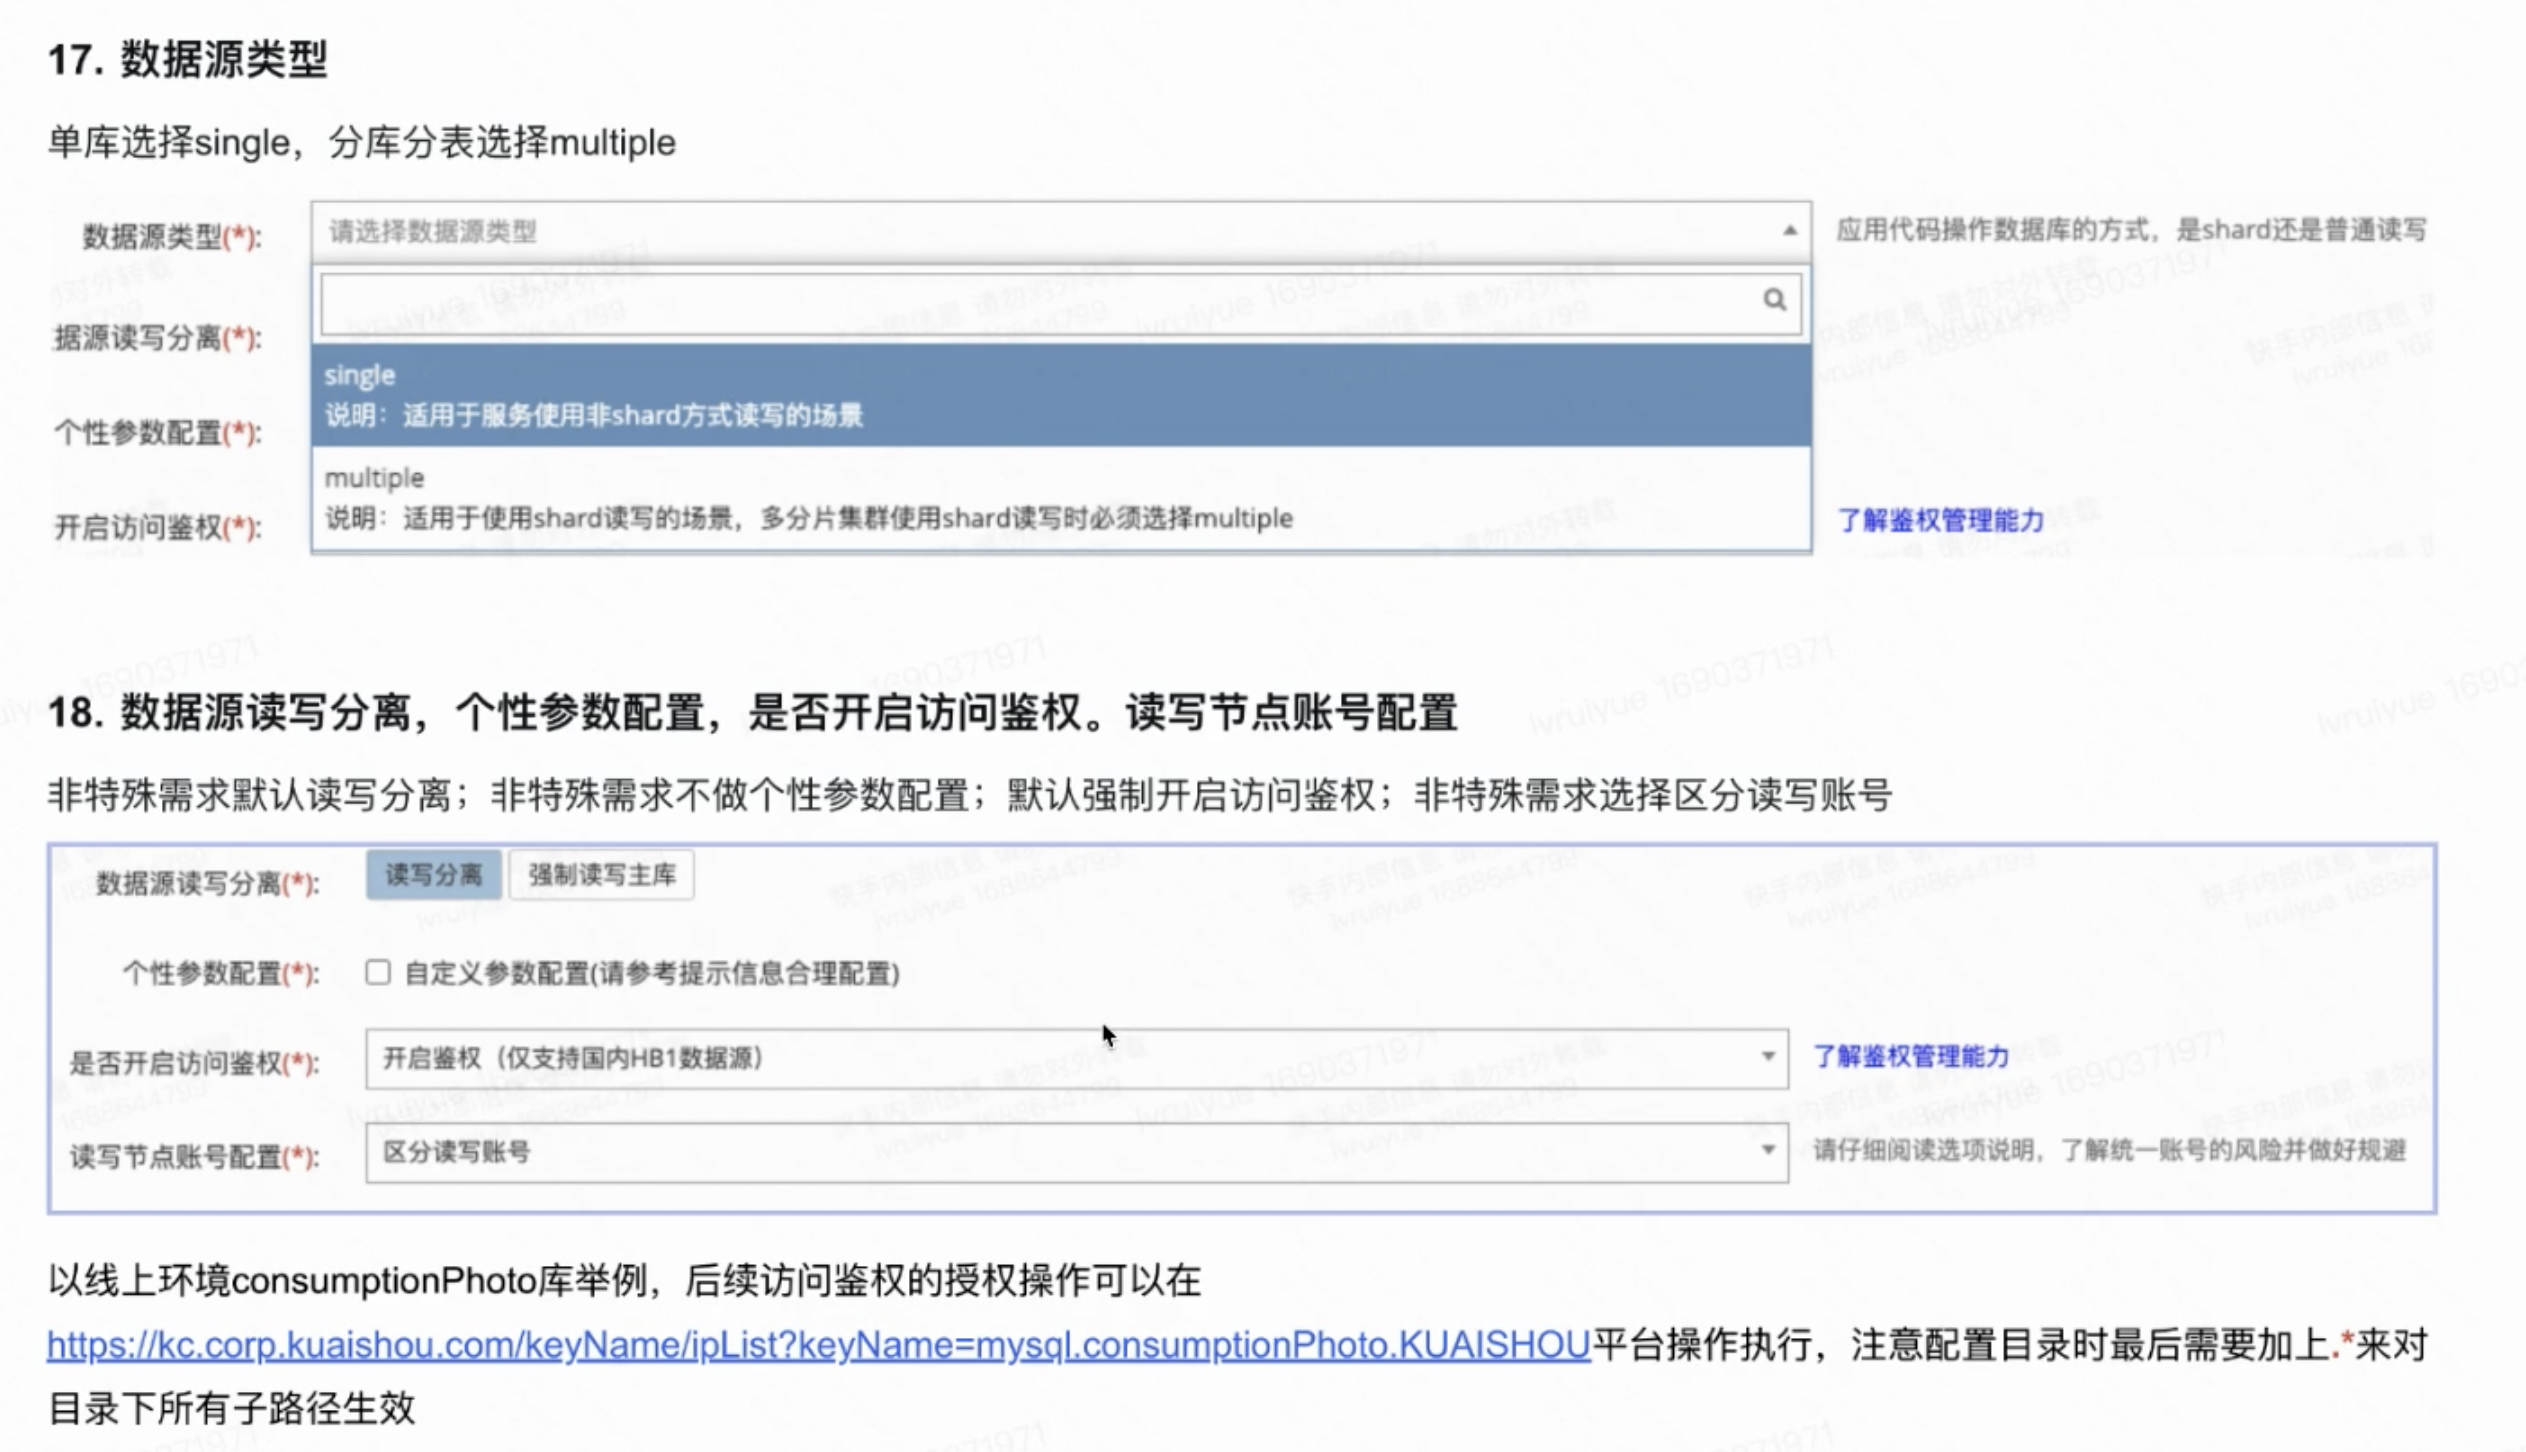 17. 数据源类型
单库选择single，分库分表选择multiple
数据源类型(*):
请选择数据源类型
应用代码操作数据库的方式，是shard还是普通读写
据源读写分离(*):
single
说明：适用于服务使用非shard方式读写的场景
个性参数配置(*):
multiple
说明：适用于使用shard读写的场景，多分片集群使用shard读写时必须选择multiple
开启访问鉴权(*):
了解鉴权管理能力
18. 数据源读写分离，个性参数配置，是否开启访问鉴权。读写节点账号配置
非特殊需求默认读写分离；非特殊需求不做个性参数配置；默认强制开启访问鉴权；非特殊需求选择区分读写账号
数据源读写分离(*):
读写分离
强制读写主库
个性参数配置(*):
自定义参数配置(请参考提示信息合理配置)
是否开启访问鉴权(*):
开启鉴权（仅支持国内HB1数据源）
了解鉴权管理能力
读写节点账号配置(*):
区分读写账号
请仔细阅读选项说明，了解统一账号的风险并做好规避
以线上环境consumptionPhoto库举例，后续访问鉴权的授权操作可以在
https://kc.corp.kuaishou.com/keyName/ipList?keyName=mysql.consumptionPhoto.KUAISHOU平台操作执行，注意配置目录时最后需要加上.*来对
目录下所有子路径生效